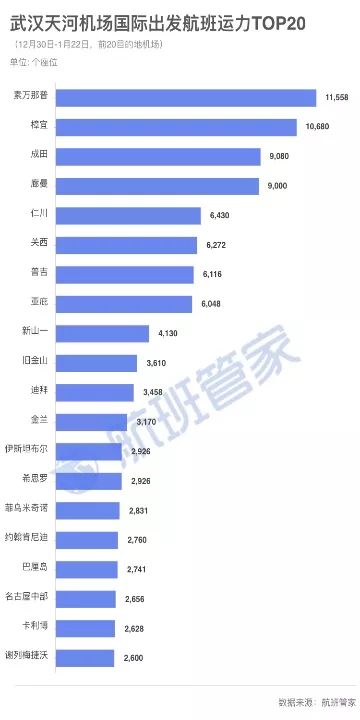 武汉天河机场国际出发航班运力TOP20
（12月30日-1月22日，前20目的地机场）
单位: 个座位
素万那普 11,558
樟宜 10,680
成田 9,080
廊曼 9,000
仁川 6,430
关西 6,272
普吉 6,116
亚庇 6,048
新山一 4,130
旧金山 3,610
迪拜 3,458
金兰 3,170
伊斯坦布尔 2,926
希思罗 2,926
菲乌米奇诺 2,831
约翰肯尼迪 2,760
巴厘岛 2,741
名古屋中部 2,656
卡利博 2,628
谢列梅捷沃 2,600
航班管家
数据来源：航班管家